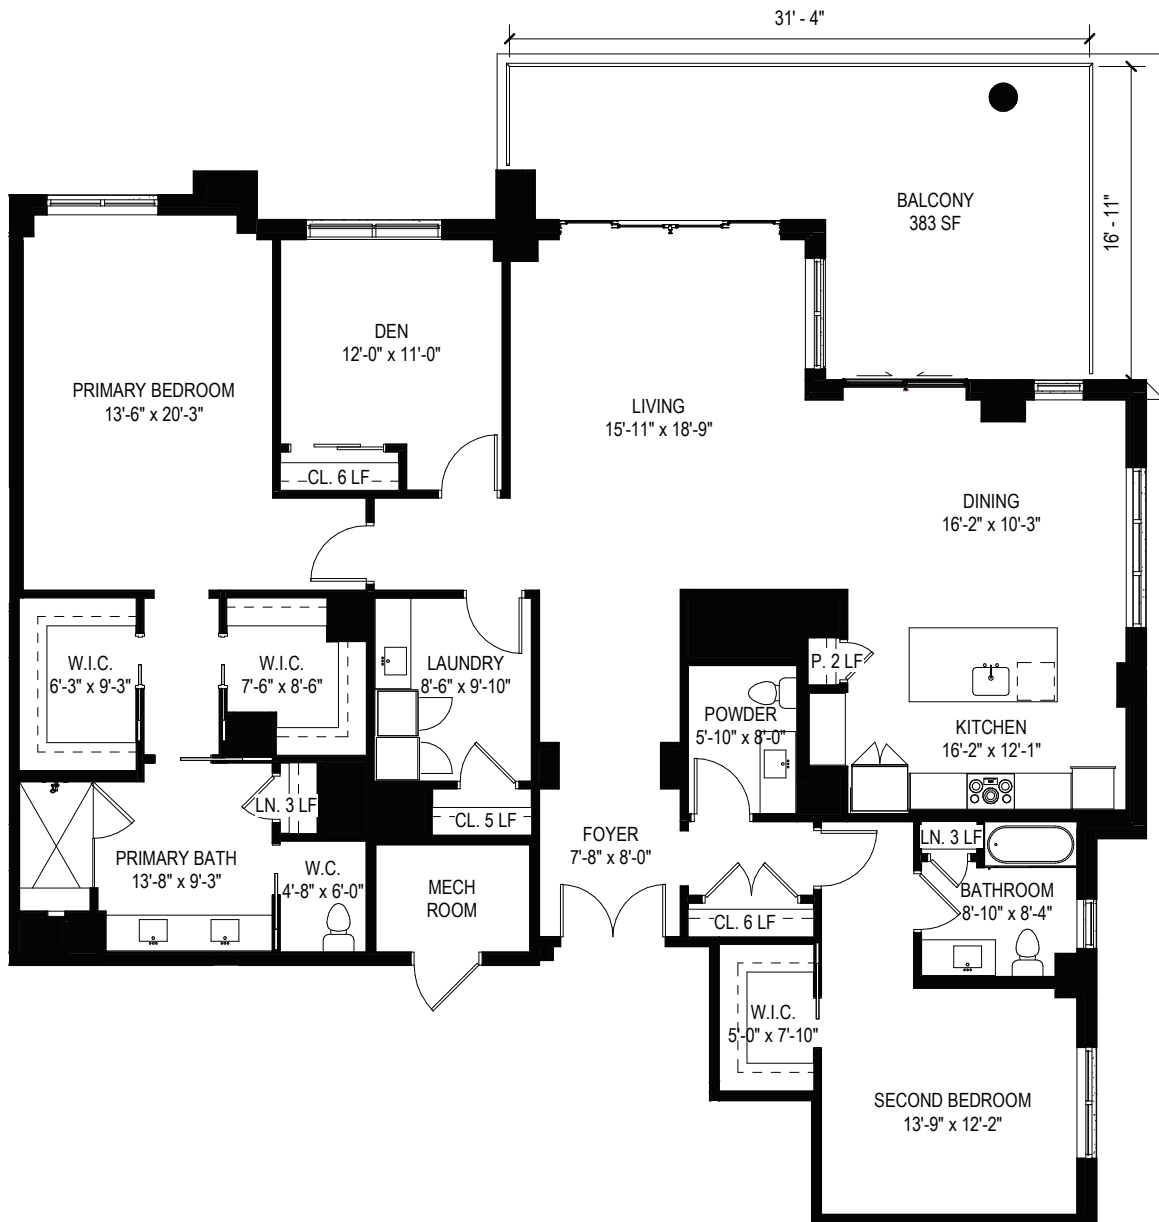 31' - 4"
BALCONY
383 SF
16' - 11"
DEN
12'-0" x 11'-0"
PRIMARY BEDROOM
13'-6" x 20'-3"
LIVING
15'-11" x 18'-9"
CL. 6 LF
DINING
16'-2" x 10'-3"
W.I.C.
6'-3" x 9'-3"
W.I.C.
7'-6" x 8'-6"
LAUNDRY
8'-6" x 9'-10"
P. 2 LF
POWDER
5'-10" x 8'-0"
KITCHEN
16'-2" x 12'-1"
LN. 3 LF
CL. 5 LF
FOYER
7'-8" x 8'-0"
LN. 3 LF
PRIMARY BATH
13'-8" x 9'-3"
W.C.
4'-8" x 6'-0"
MECH
ROOM
BATHROOM
8'-10" x 8'-4"
CL. 6 LF
W.I.C.
5'-0" x 7'-10"
SECOND BEDROOM
13'-9" x 12'-2"